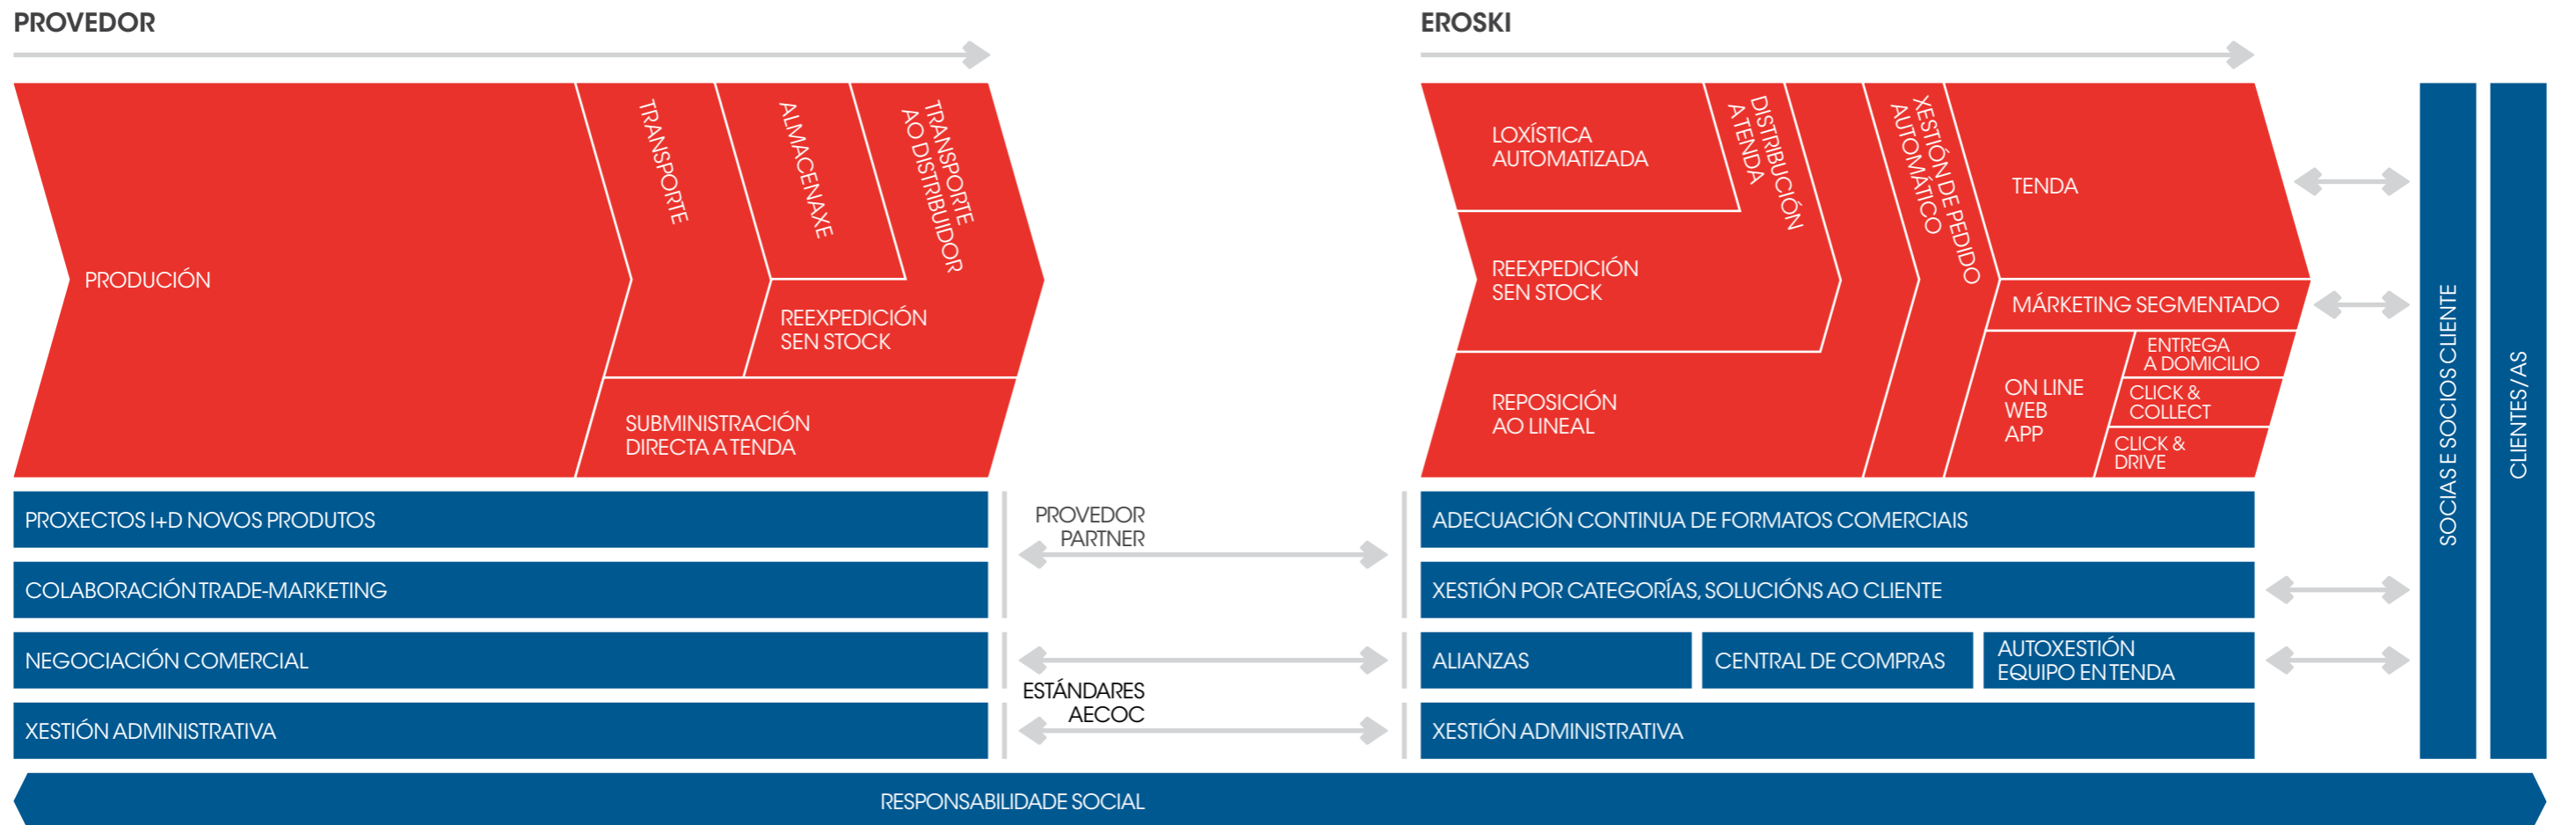 PROVEDOR
PRODUCIÓN
TRANSPORTE
ALMACENAXE
TRANSPORTE
AO DISTRIBUIDOR
REEXPEDICIÓN
SEN STOCK
SUBMINISTRACIÓN
DIRECTA A TENDA
PROXECTOS I+D NOVOS PRODUTOS
COLABORACIÓN TRADE-MARKETING
NEGOCIACIÓN COMERCIAL
XESTIÓN ADMINISTRATIVA
PROVEDOR
PARTNER
ESTÁNDARES
AECOC
EROSKI
LOXÍSTICA
AUTOMATIZADA
REEXPEDICIÓN
SEN STOCK
REPOSICIÓN
AO LINEAL
DISTRIBUCIÓN
A TENDA
XESTIÓN DE PEDIDO
AUTOMÁTICO
TENDA
MÁRKETING SEGMENTADO
ON LINE
WEB
APP
ENTREGA
A DOMICILIO
CLICK &
COLLECT
CLICK &
DRIVE
ADECUACIÓN CONTINUA DE FORMATOS COMERCIAIS
XESTIÓN POR CATEGORÍAS, SOLUCIÓNS AO CLIENTE
ALIANZAS
CENTRAL DE COMPRAS
AUTOXESTIÓN
EQUIPO EN TENDA
XESTIÓN ADMINISTRATIVA
SOCIAS E SOCIOS CLIENTE
CLIENTES/AS
RESPONSABILIDADE SOCIAL